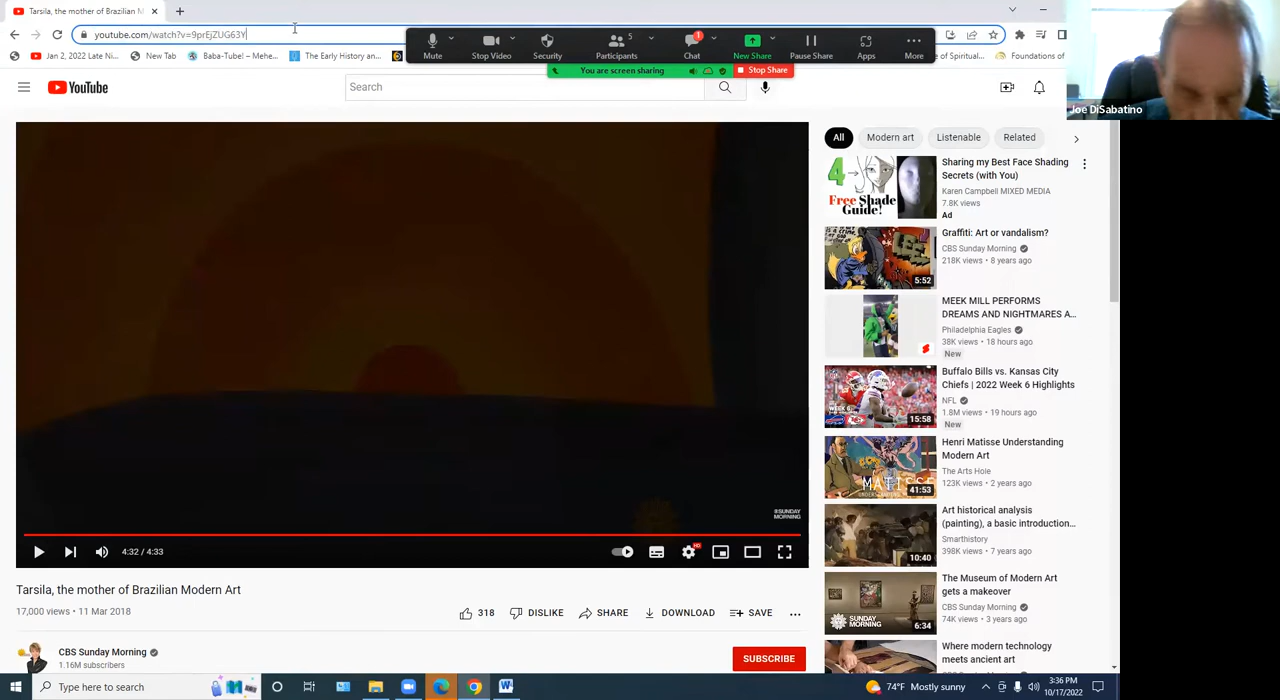 Tarsila, the mother of Brazilian M
youtube.com/watch?v=9prEjZUG63Y
Mute
Stop Video
Security
5
Participants
1
Chat
New Share
Pause Share
Apps
More
You are screen sharing
Stop Share
Jan 2, 2022 Late Ni...
New Tab
Baba-Tube! – Mehe...
The Early History an...
e of Spiritual...
Foundations of
Joe DiSabatino
YouTube
Search
All
Modern art
Listenable
Related
4
Free Shade
Guide!
Sharing my Best Face Shading
Secrets (with You)
Karen Campbell MIXED MEDIA
7.8K views
Ad
5:52
Graffiti: Art or vandalism?
CBS Sunday Morning
218K views • 8 years ago
MEEK MILL PERFORMS
DREAMS AND NIGHTMARES A...
Philadelphia Eagles
38K views • 18 hours ago
New
15:58
Buffalo Bills vs. Kansas City
Chiefs | 2022 Week 6 Highlights
NFL
1.8M views • 19 hours ago
New
MATISSE
41:53
Henri Matisse Understanding
Modern Art
The Arts Hole
123K views • 2 years ago
10:40
Art historical analysis
(painting), a basic introduction...
Smarthistory
398K views • 7 years ago
SUNDAY
MORNING
6:34
The Museum of Modern Art
gets a makeover
CBS Sunday Morning
74K views • 3 years ago
Where modern technology
meets ancient art
SUNDAY
MORNING
4:32 / 4:33
HD
Tarsila, the mother of Brazilian Modern Art
17,000 views • 11 Mar 2018
318
DISLIKE
SHARE
DOWNLOAD
SAVE
CBS Sunday Morning
1.16M subscribers
SUBSCRIBE
Type here to search
74°F Mostly sunny
3:36 PM
10/17/2022